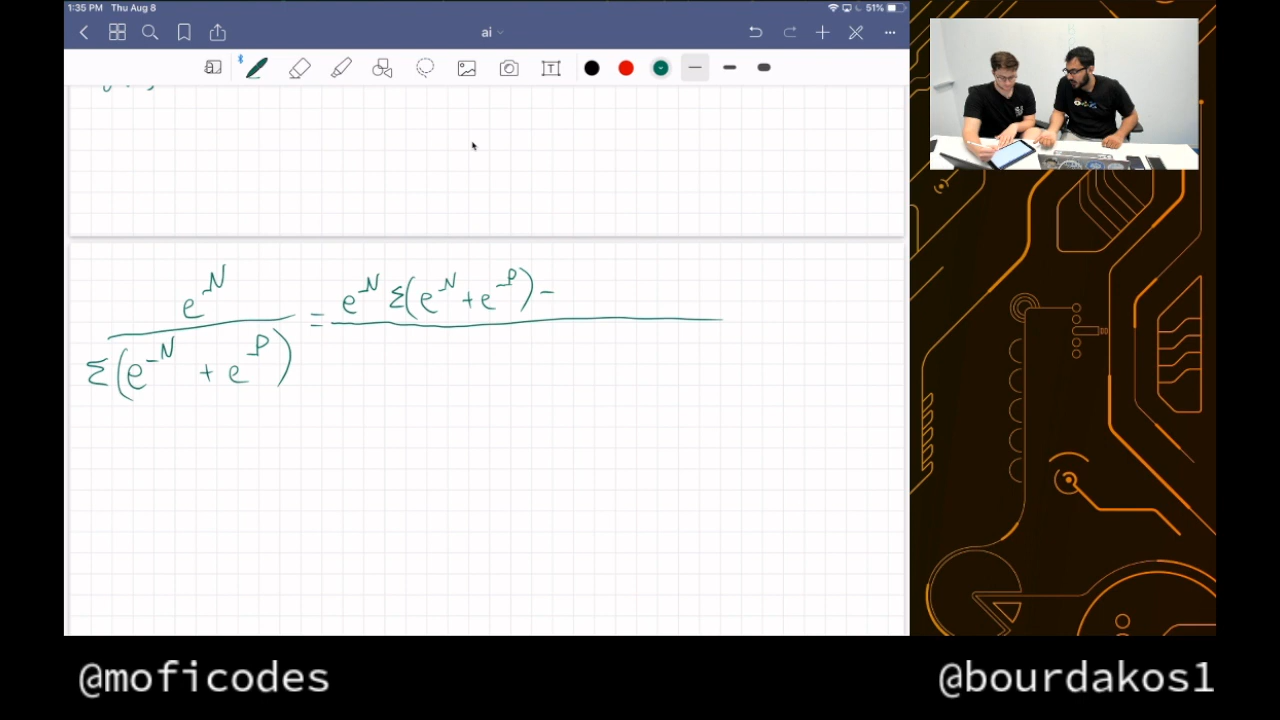 1:35 PM Thu Aug 8
51%
ai
T
e^-N = e^-N Σ(e^-N + e^-P) -
Σ(e^-N + e^-P)
@moficodes
@bourdakos1